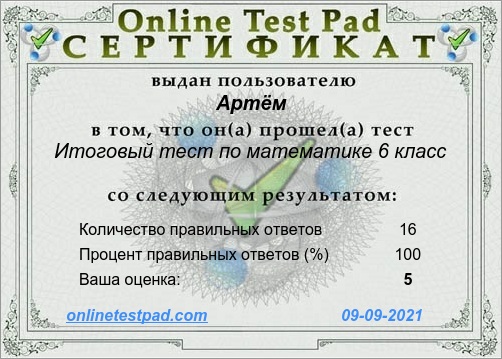 Online Test Pad
СЕРТИФИКАТ
выдан пользователю
Артём
в том, что он(а) прошел(а) тест
Итоговый тест по математике 6 класс
со следующим результатом:
Количество правильных ответов 16
Процент правильных ответов (%) 100
Ваша оценка: 5
onlinetestpad.com 09-09-2021